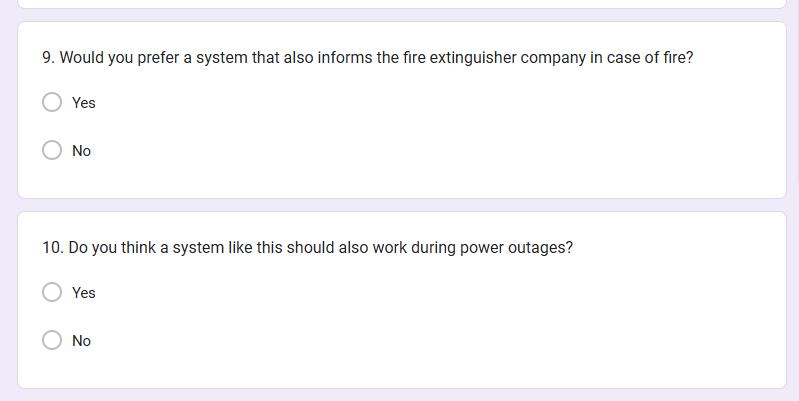 9. Would you prefer a system that also informs the fire extinguisher company in case of fire?
Yes
No
10. Do you think a system like this should also work during power outages?
Yes
No